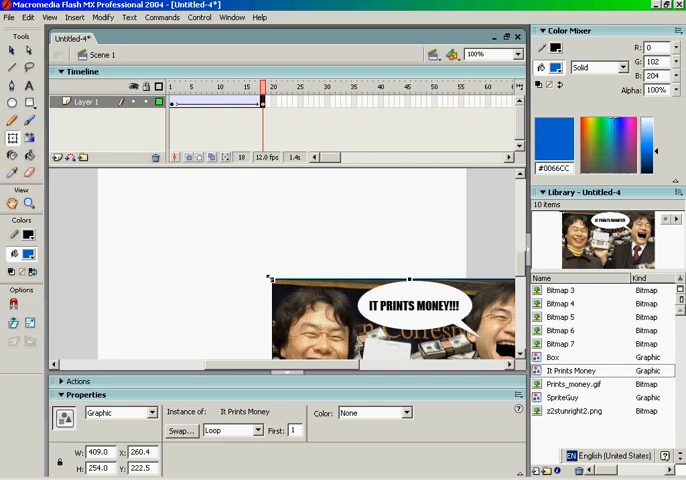 Macromedia Flash MX Professional 2004 - [Untitled-4*]
File Edit View Insert Modify Text Commands Control Window Help
Tools
View
Colors
Options
Untitled-4*
Scene 1
100%
Timeline
1 5 10 15 20 25 30 35 40 45 50 55 60 65
Layer 1
18 12.0 fps 1.4s
IT PRINTS MONEY!!!
Actions
Properties
Graphic
Instance of: It Prints Money
Color: None
Swap... Loop First: 1
W: 409.0 X: 260.4
H: 254.0 Y: 222.5
Color Mixer
R: 0
Solid
G: 102
B: 204
Alpha: 100%
#0066CC
Library - Untitled-4
10 items
IT PRINTS MONEY!!!
Name Kind
Bitmap 3 Bitmap
Bitmap 4 Bitmap
Bitmap 5 Bitmap
Bitmap 6 Bitmap
Bitmap 7 Bitmap
Box Graphic
It Prints Money Graphic
Prints_money.gif Bitmap
SpriteGuy Graphic
z2stunright2.png Bitmap
EN English (United States)